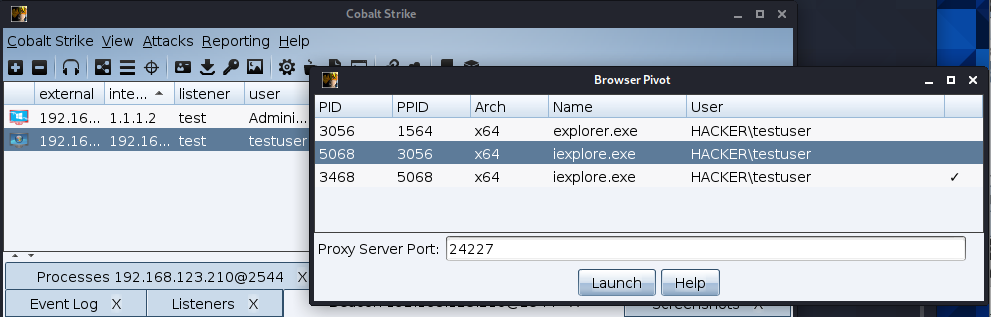 Cobalt Strike
Cobalt Strike View Attacks Reporting Help
external inte... listener user
192.16... 1.1.1.2 test Admini...
192.16... 192.16... test testuser
Processes 192.168.123.210@2544 X
Event Log X Listeners X
Browser Pivot
PID PPID Arch Name User
3056 1564 x64 explorer.exe HACKER\testuser
5068 3056 x64 iexplore.exe HACKER\testuser
3468 5068 x64 iexplore.exe HACKER\testuser ✓
Proxy Server Port: 24227
Launch Help